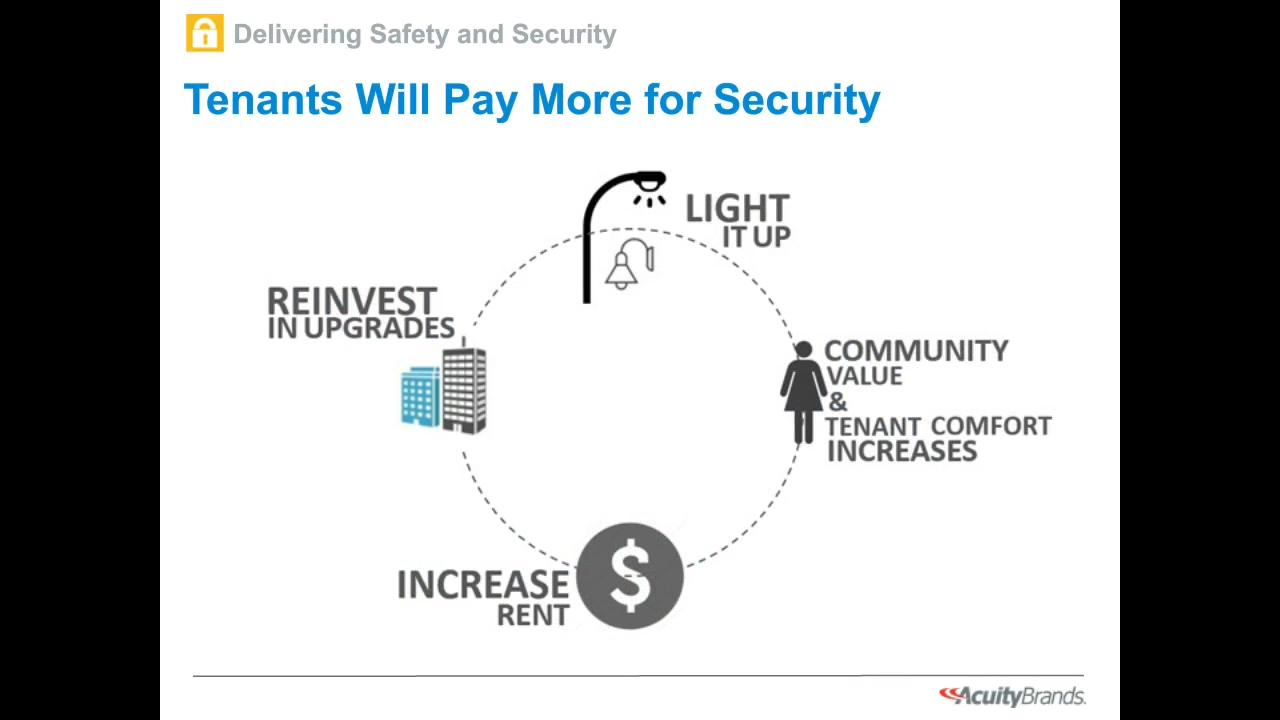 Delivering Safety and Security
Tenants Will Pay More for Security
LIGHT
IT UP
REINVEST
IN UPGRADES
COMMUNITY
VALUE
&
TENANT COMFORT
INCREASES
$
INCREASE
RENT
AcuityBrands.